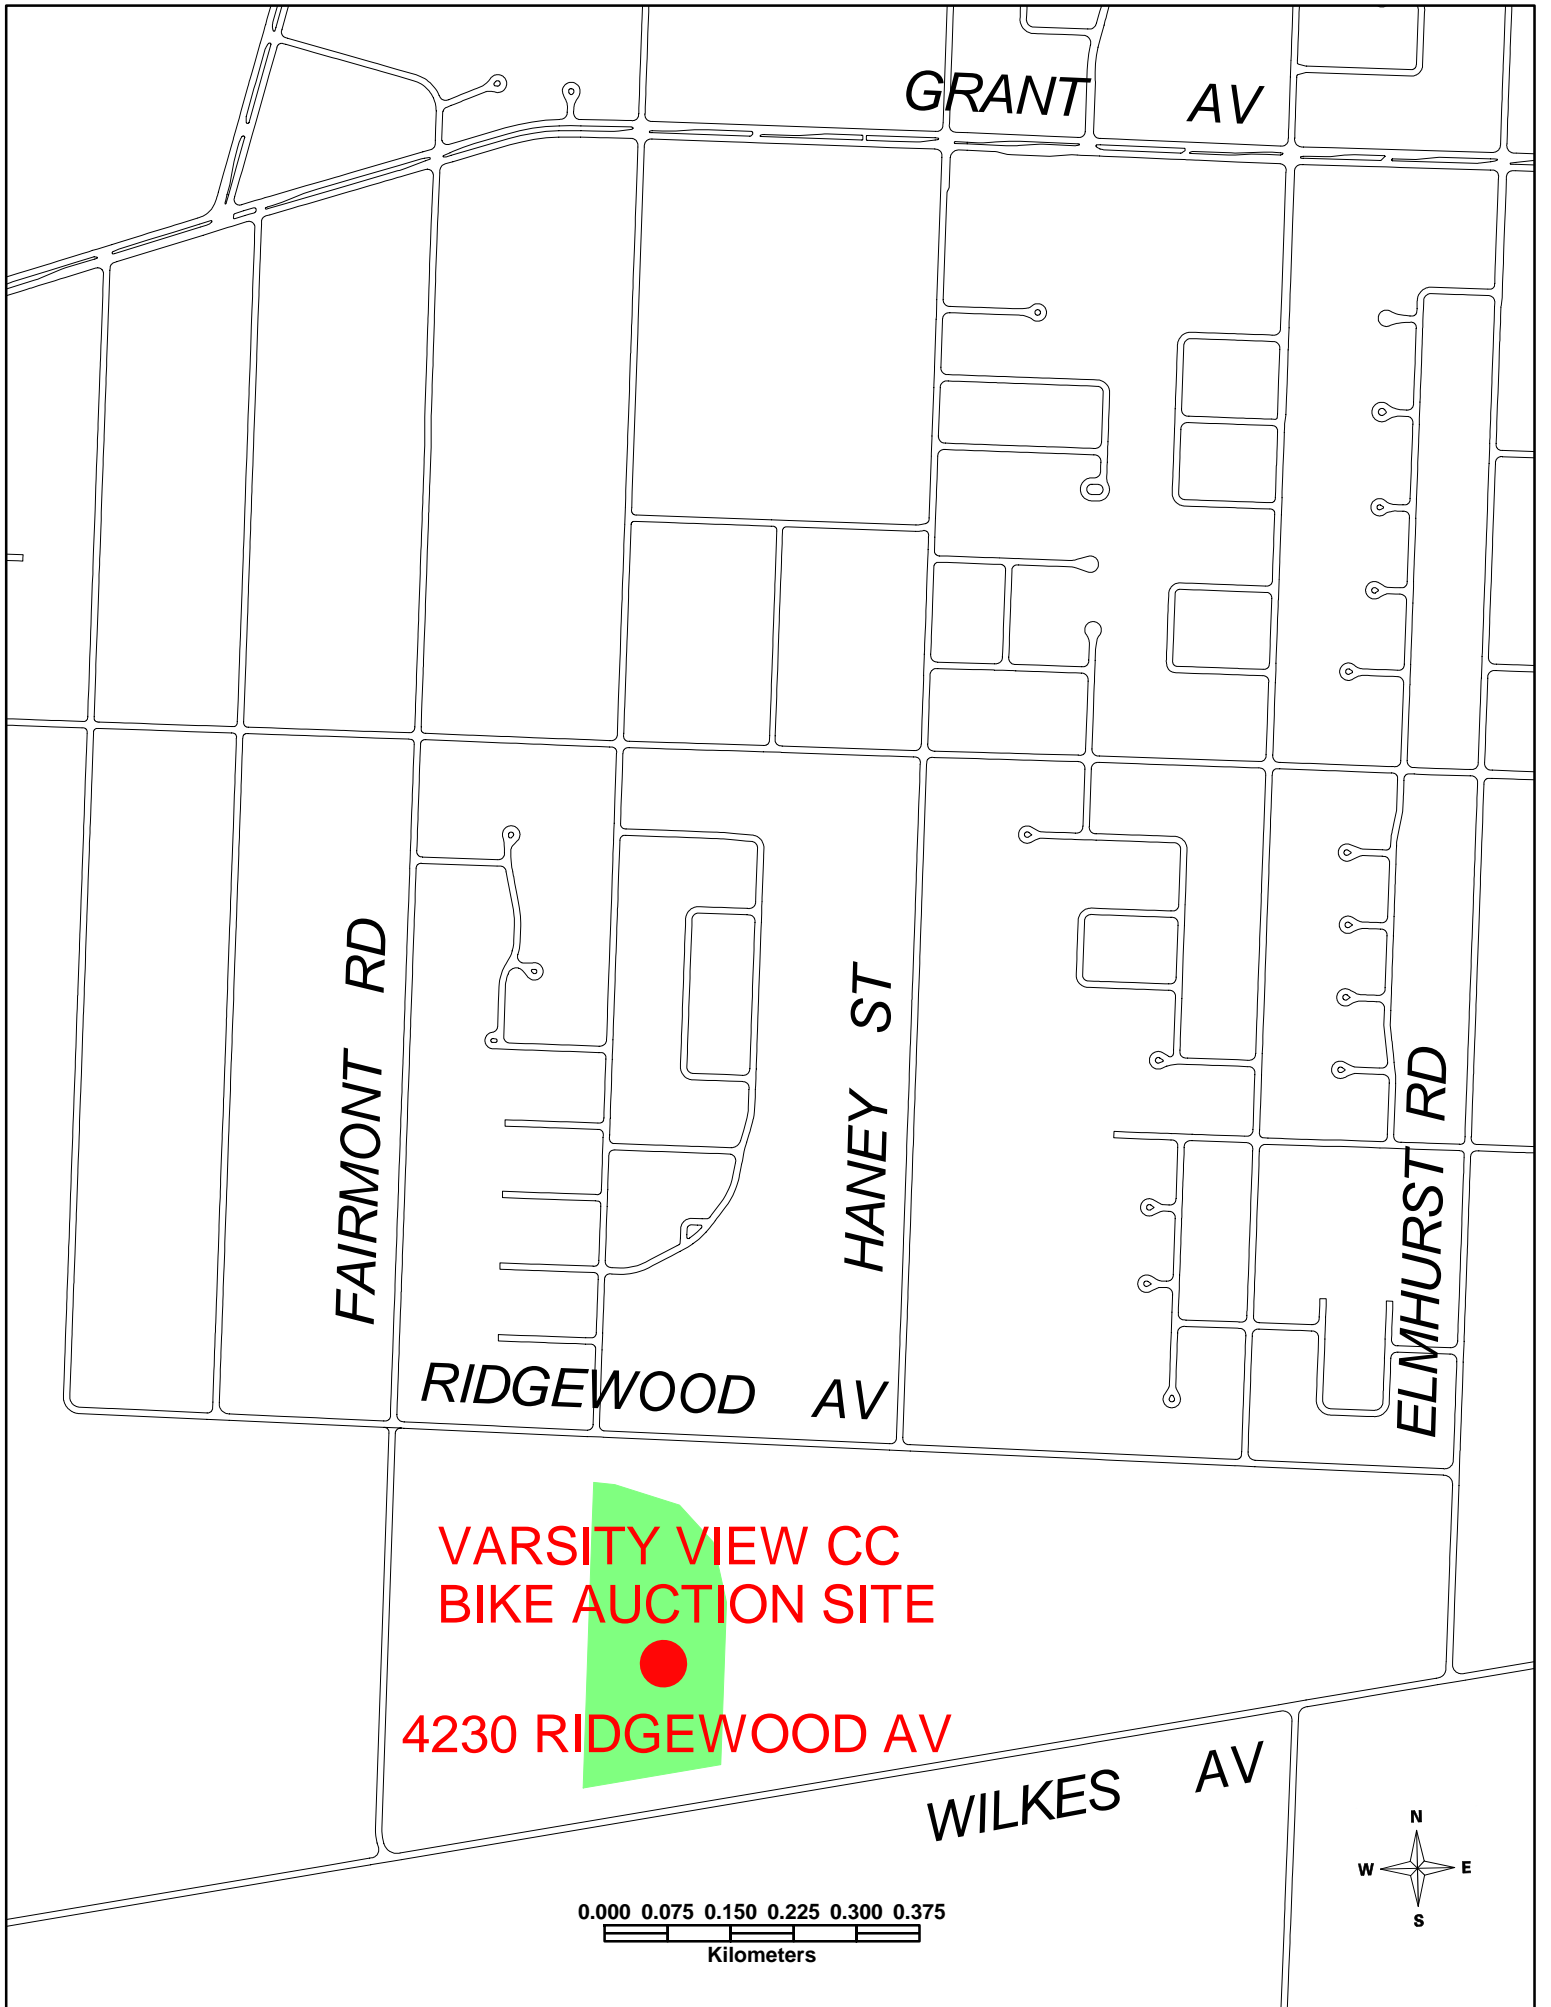 GRANT AV
FAIRMONT RD
HANEY ST
ELMHURST RD
RIDGEWOOD AV
VARSITY VIEW CC
BIKE AUCTION SITE
4230 RIDGEWOOD AV
WILKES AV
N
W E
S
0.000 0.075 0.150 0.225 0.300 0.375
Kilometers